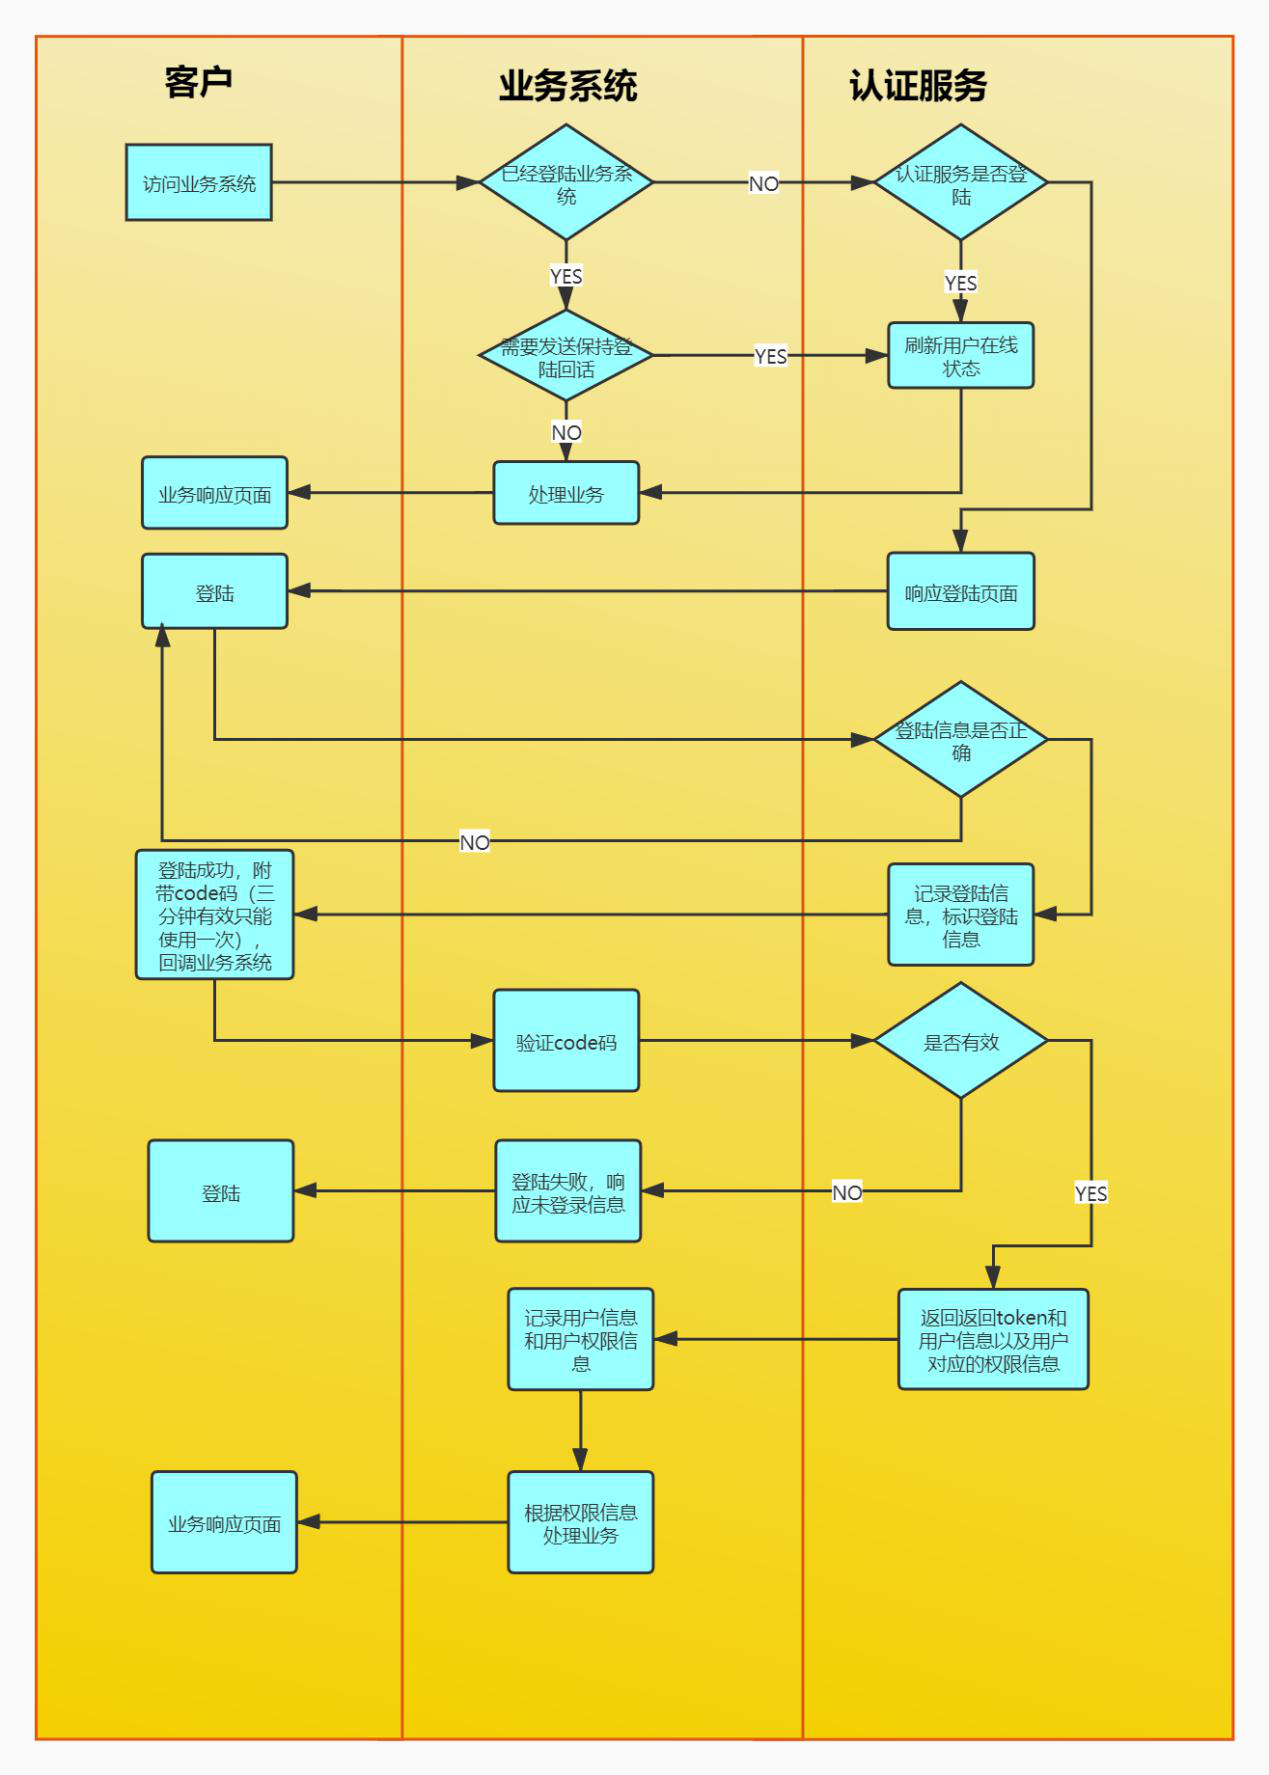 客户
业务系统
认证服务
访问业务系统
已经登陆业务系
统
NO
认证服务是否登
陆
YES
YES
需要发送保持登
陆回话
YES
刷新用户在线
状态
NO
业务响应页面
处理业务
登陆
响应登陆页面
登陆信息是否正
确
NO
登陆成功，附
带code码（三
分钟有效只能
使用一次），
回调业务系统
记录登陆信
息，标识登陆
信息
验证code码
是否有效
登陆
登陆失败，响
应未登录信息
NO
YES
记录用户信息
和用户权限信
息
返回返回token和
用户信息以及用户
对应的权限信息
业务响应页面
根据权限信息
处理业务